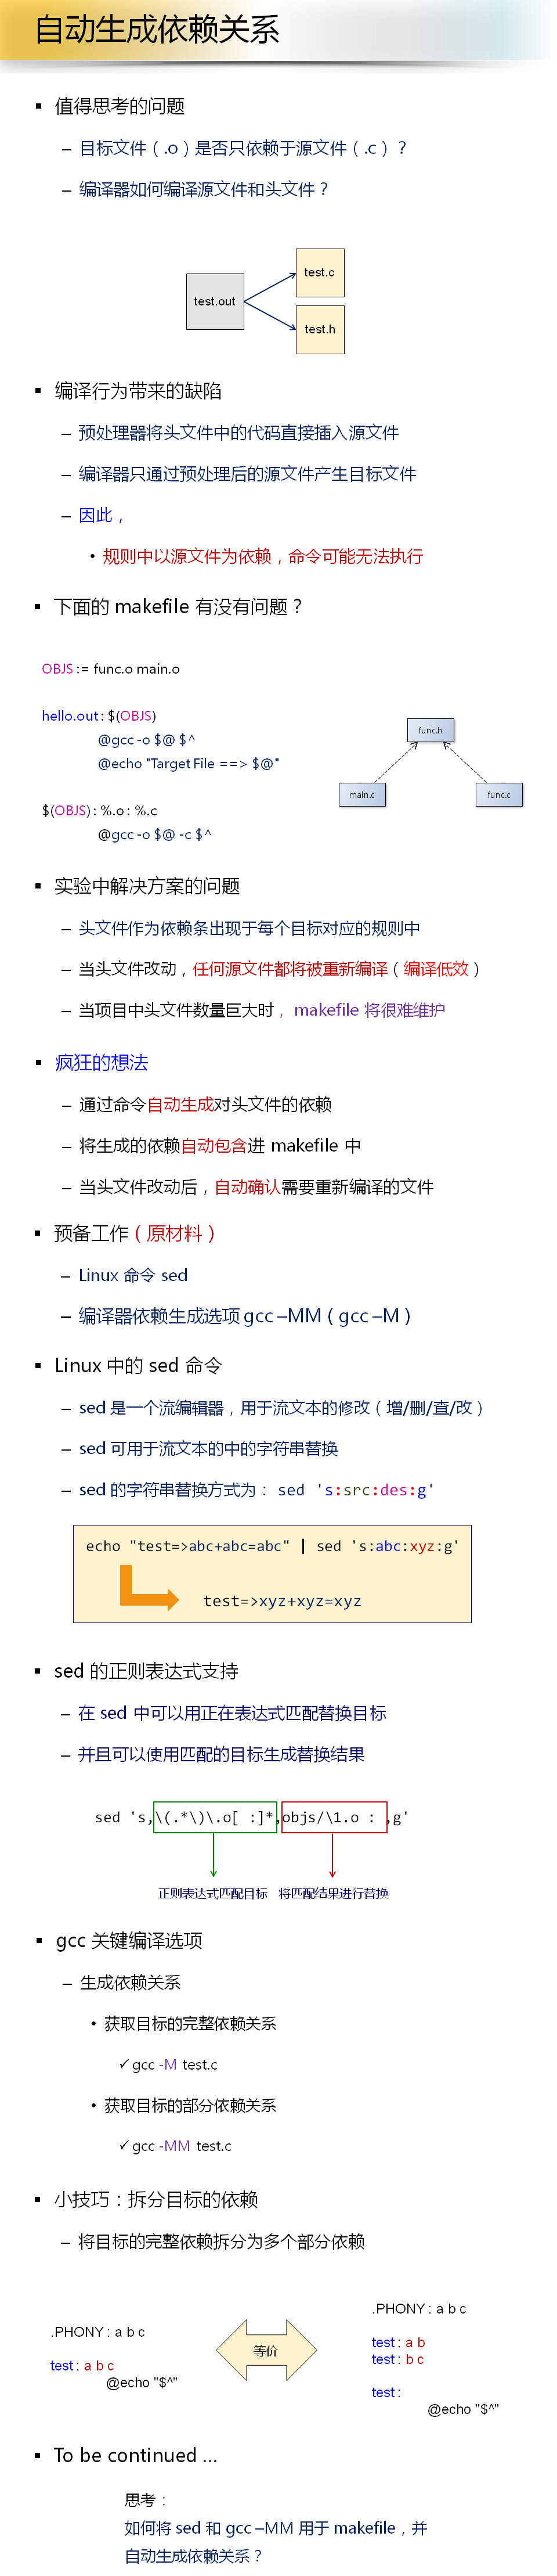 自动生成依赖关系
▪ 值得思考的问题
– 目标文件（.o）是否只依赖于源文件（.c）？
– 编译器如何编译源文件和头文件？
test.c
test.out
test.h
▪ 编译行为带来的缺陷
– 预处理器将头文件中的代码直接插入源文件
– 编译器只通过预处理后的源文件产生目标文件
– 因此，
• 规则中以源文件为依赖，命令可能无法执行
▪ 下面的 makefile 有没有问题？
OBJS := func.o main.o
hello.out : $(OBJS)
@gcc -o $@ $^
@echo "Target File ==> $@"
$(OBJS) : %.o : %.c
@gcc -o $@ -c $^
func.h
main.c
func.c
▪ 实验中解决方案的问题
– 头文件作为依赖条出现于每个目标对应的规则中
– 当头文件改动，任何源文件都将被重新编译（编译低效）
– 当项目中头文件数量巨大时， makefile 将很难维护
▪ 疯狂的想法
– 通过命令自动生成对头文件的依赖
– 将生成的依赖自动包含进 makefile 中
– 当头文件改动后，自动确认需要重新编译的文件
▪ 预备工作（原材料）
– Linux 命令 sed
– 编译器依赖生成选项 gcc –MM ( gcc –M )
▪ Linux 中的 sed 命令
– sed 是一个流编辑器，用于流文本的修改（增/删/查/改）
– sed 可用于流文本的中的字符串替换
– sed 的字符串替换方式为： sed 's:src:des:g'
echo "test=>abc+abc=abc" | sed 's:abc:xyz:g'
test=>xyz+xyz=xyz
▪ sed 的正则表达式支持
– 在 sed 中可以用正在表达式匹配替换目标
– 并且可以使用匹配的目标生成替换结果
sed 's,\(.*\)\.o[ :]*,objs/\1.o : ,g'
正则表达式匹配目标 将匹配结果进行替换
▪ gcc 关键编译选项
– 生成依赖关系
• 获取目标的完整依赖关系
✓ gcc -M test.c
• 获取目标的部分依赖关系
✓ gcc -MM test.c
▪ 小技巧：拆分目标的依赖
– 将目标的完整依赖拆分为多个部分依赖
.PHONY : a b c
test : a b c
@echo "$^"
等价
.PHONY : a b c
test : a b
test : b c
test :
@echo "$^"
▪ To be continued ...
思考：
如何将 sed 和 gcc –MM 用于 makefile，并
自动生成依赖关系？